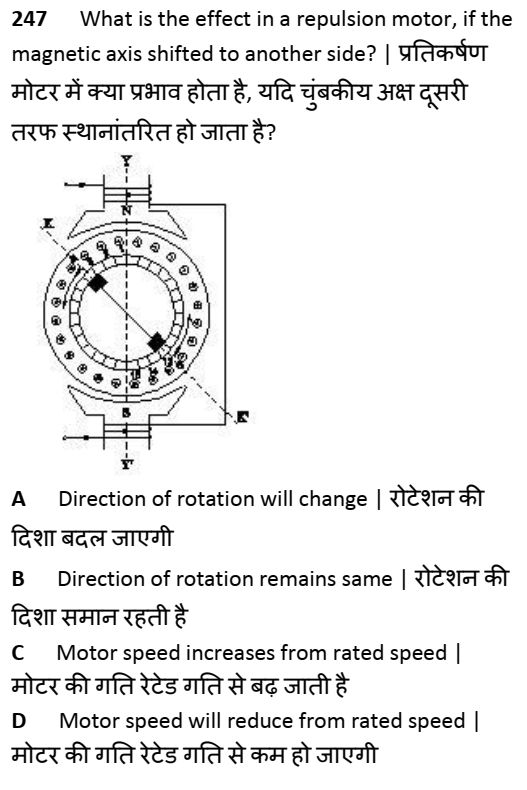 247 What is the effect in a repulsion motor, if the
magnetic axis shifted to another side? | प्रतिकर्षण
मोटर में क्या प्रभाव होता है, यदि चुंबकीय अक्ष दूसरी
तरफ स्थानांतरित हो जाता है?
Y
N
K
S
K'
Y'
A Direction of rotation will change | रोटेशन की
दिशा बदल जाएगी
B Direction of rotation remains same | रोटेशन की
दिशा समान रहती है
C Motor speed increases from rated speed |
मोटर की गति रेटेड गति से बढ़ जाती है
D Motor speed will reduce from rated speed |
मोटर की गति रेटेड गति से कम हो जाएगी